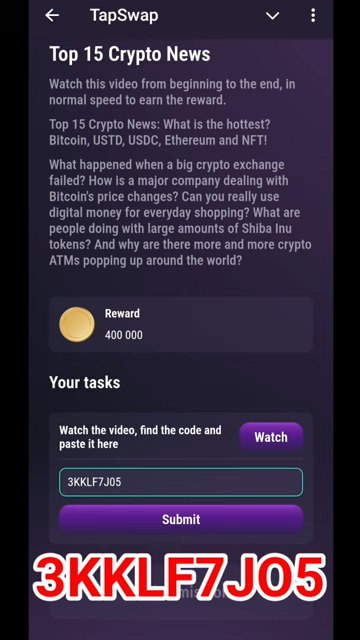 TapSwap
Top 15 Crypto News
Watch this video from beginning to the end, in
normal speed to earn the reward.
Top 15 Crypto News: What is the hottest?
Bitcoin, USTD, USDC, Ethereum and NFT!
What happened when a big crypto exchange
failed? How is a major company dealing with
Bitcoin's price changes? Can you really use
digital money for everyday shopping? What are
people doing with large amounts of Shiba Inu
tokens? And why are there more and more crypto
ATMs popping up around the world?
Reward
400 000
Your tasks
Watch the video, find the code and
paste it here
Watch
3KKLF7J05
Submit
3KKLF7JO5